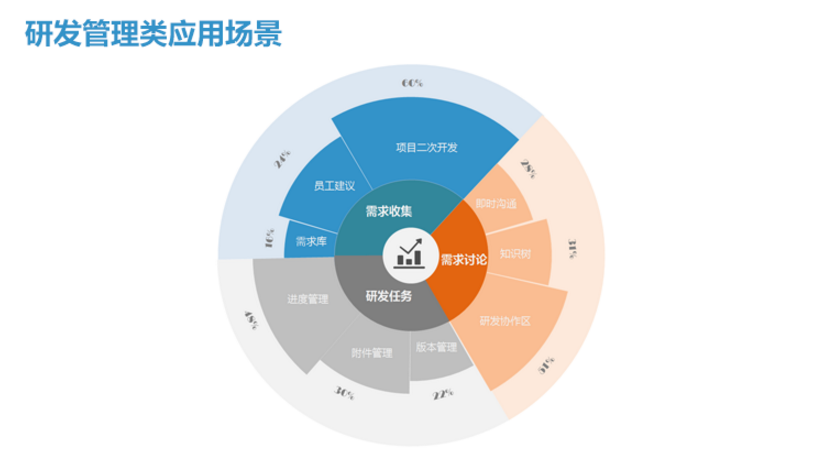 研发管理类应用场景
60%
项目二次开发
24%
员工建议
16%
需求库
需求收集
28%
即时沟通
31%
知识树
需求讨论
研发协作区
51%
研发任务
进度管理
48%
附件管理
30%
版本管理
22%